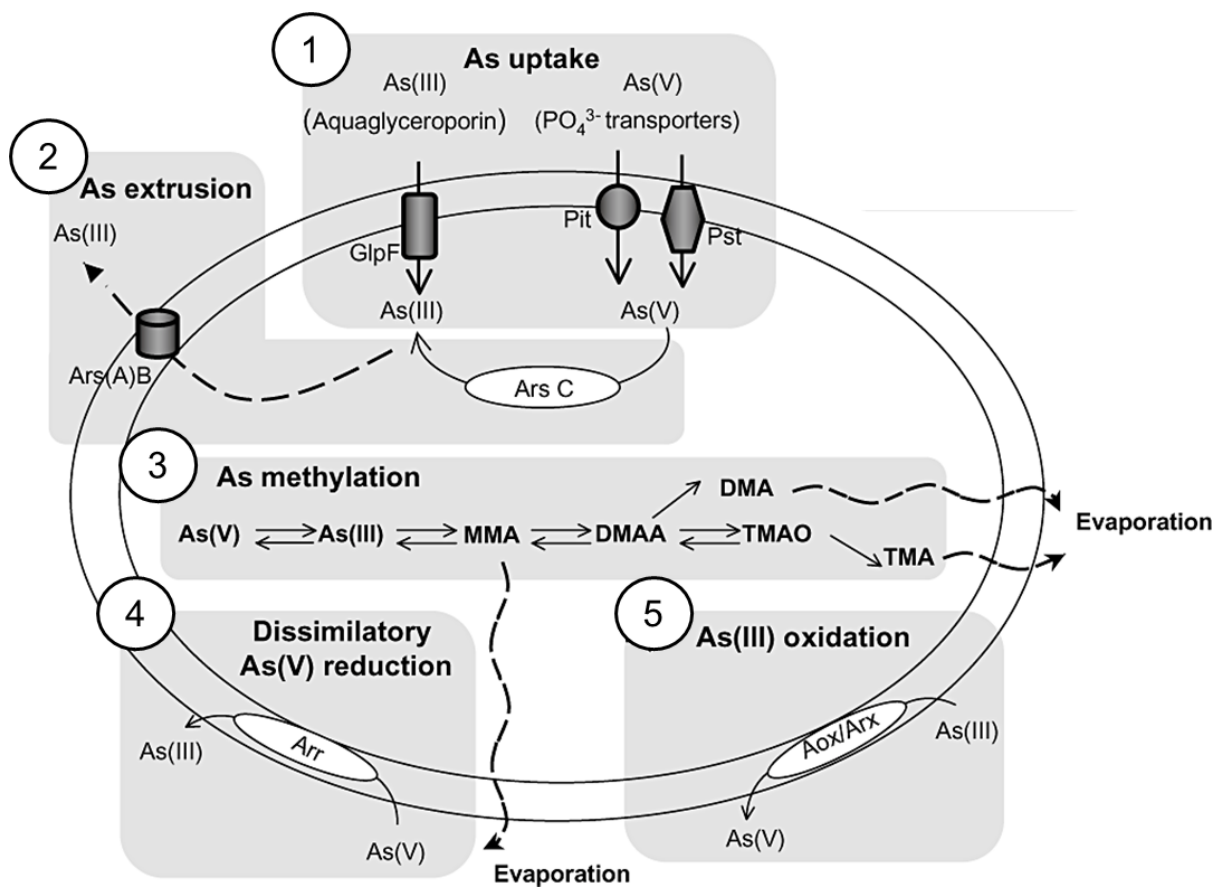 1
As uptake
As(III) As(V)
(Aquaglyceroporin) (PO₄³⁻ transporters)
GlpF Pit Pst
As(III) As(V)
Ars C
2
As extrusion
As(III)
Ars(A)B
3
As methylation
As(V) As(III) MMA DMAA TMAO
DMA
TMA
Evaporation
4
Dissimilatory
As(V) reduction
As(III)
Arr
As(V)
Evaporation
5
As(III) oxidation
Aox/Arx
As(III)
As(V)